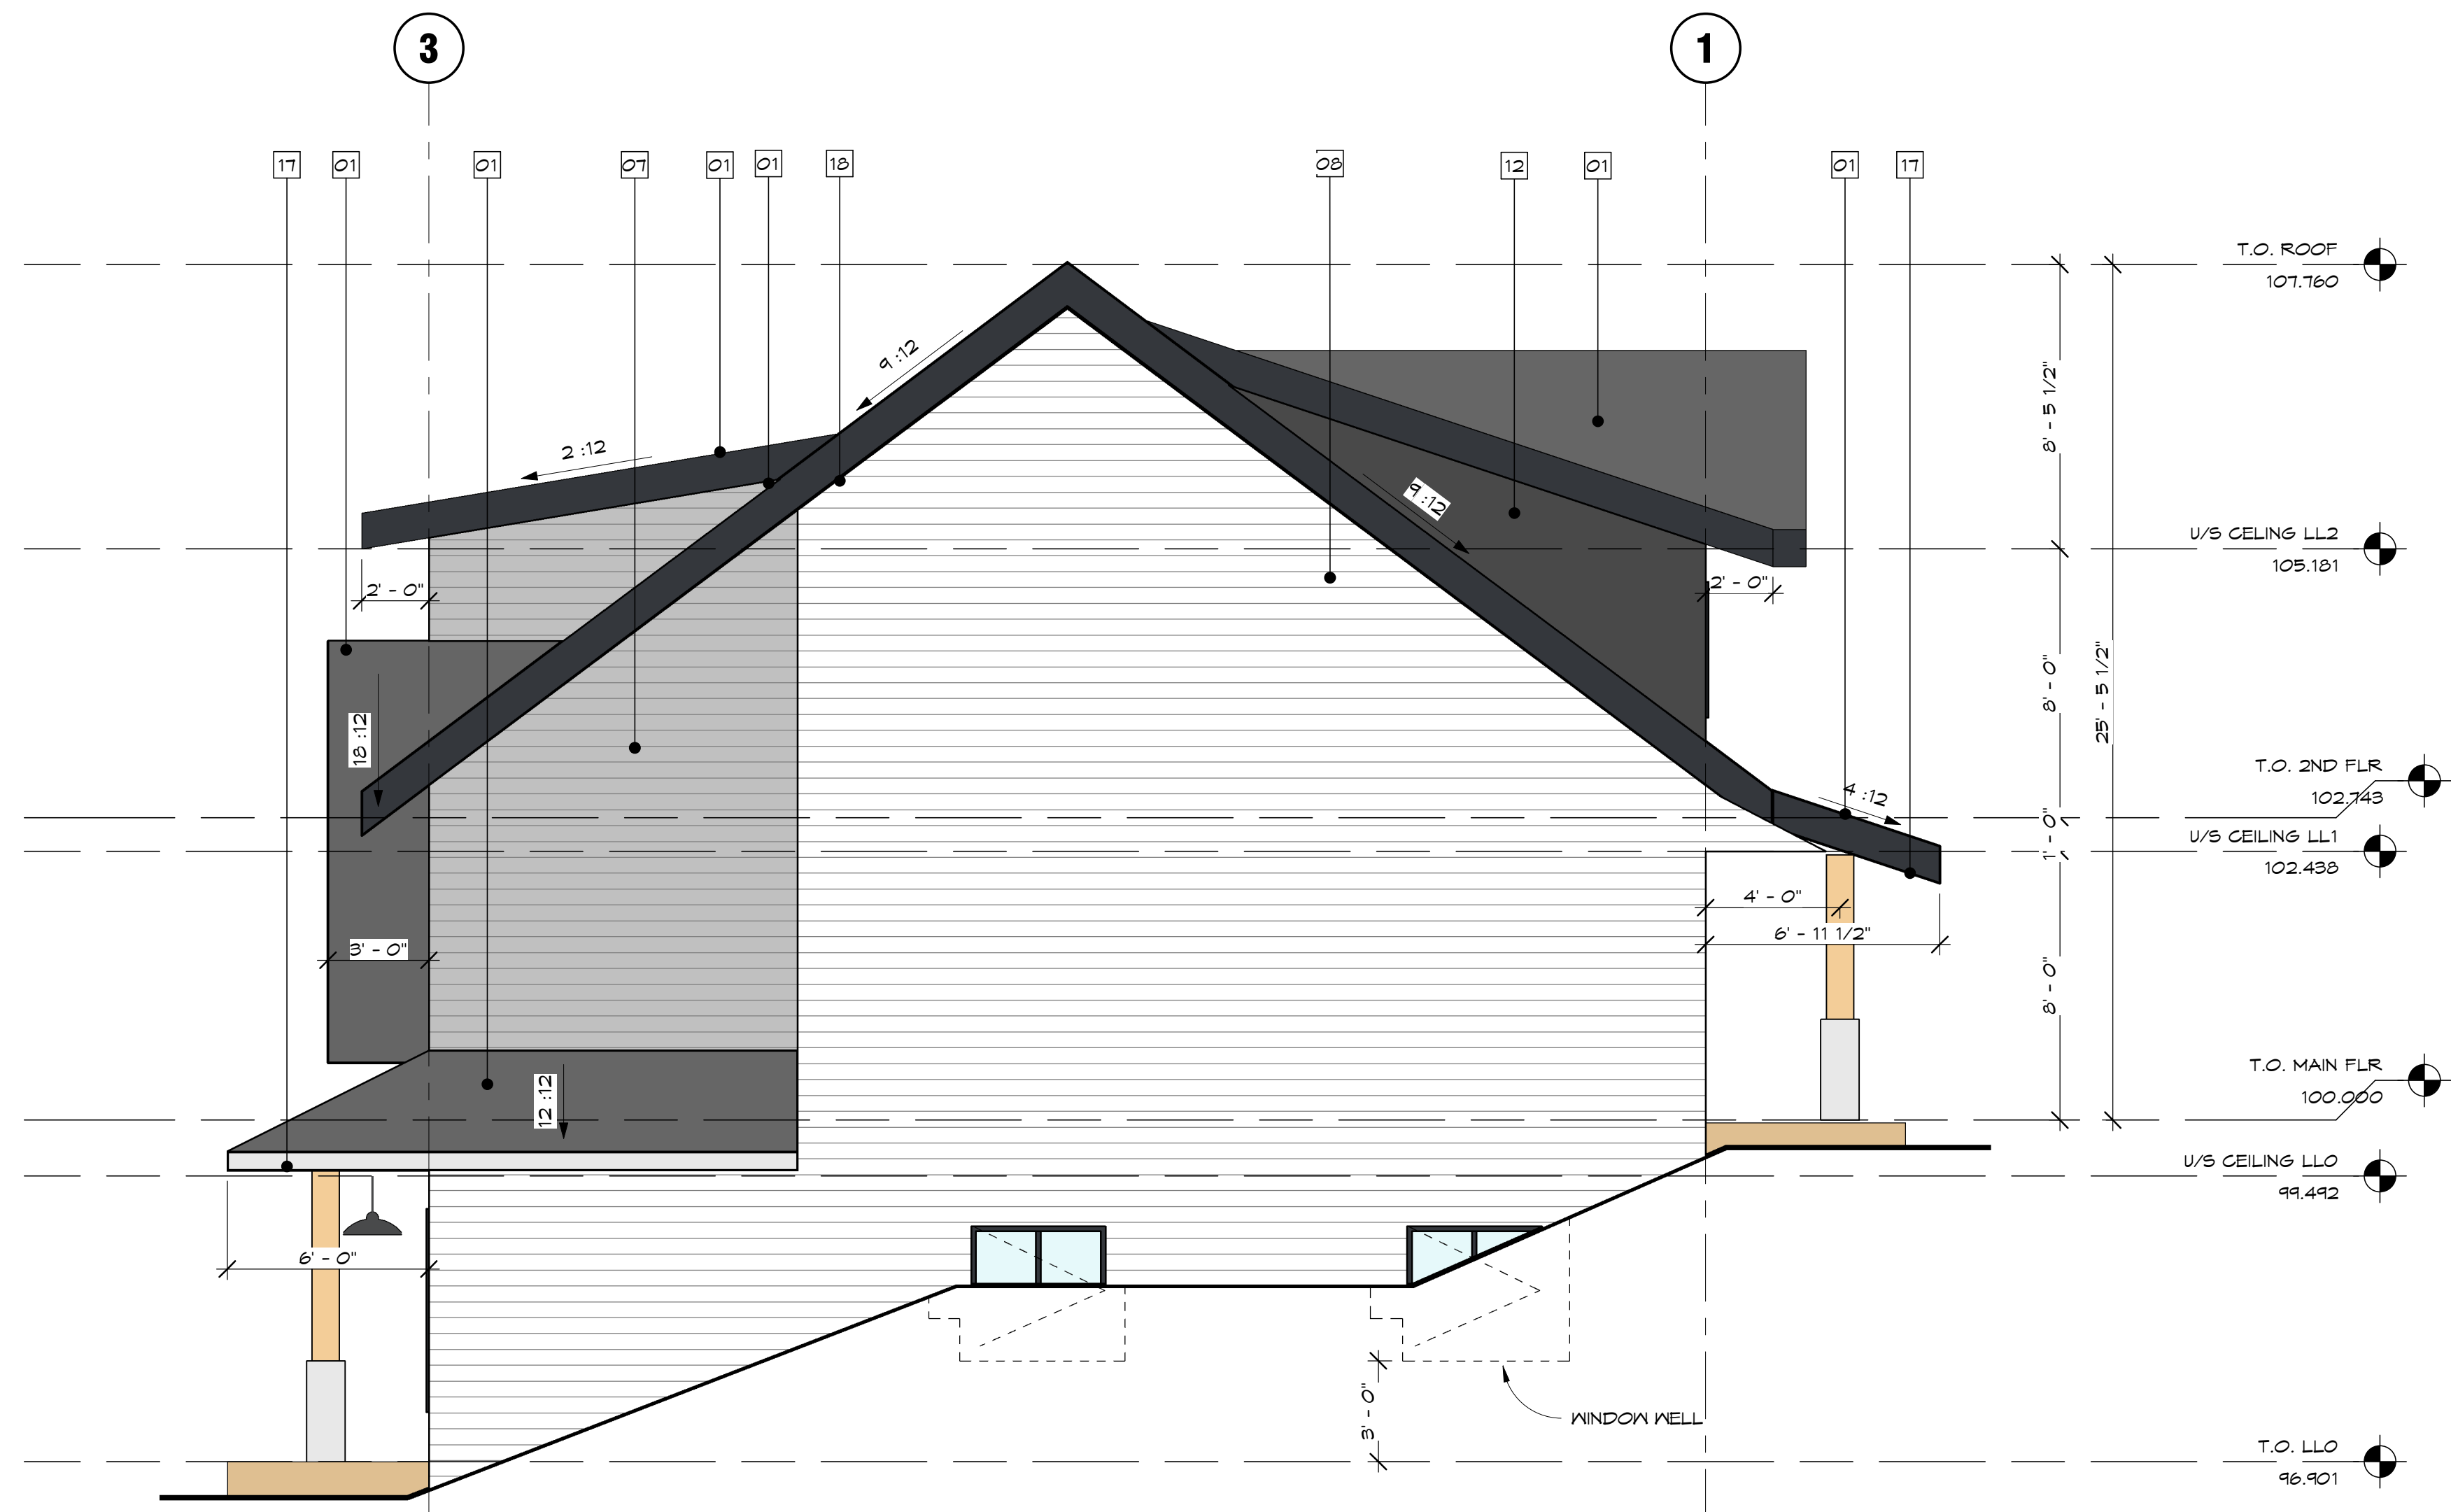 3
1
17
01
01
07
01
01
18
08
12
01
01
17
T.O. ROOF
107.760
9 :12
8' - 5 1/2"
2 :12
9 :12
U/S CELING LL2
105.181
2' - 0"
2' - 0"
8' - 0"
25' - 5 1/2"
18 :12
T.O. 2ND FLR
102.743
4 :12
1' - 0"
U/S CEILING LL1
102.438
4' - 0"
6' - 11 1/2"
3' - 0"
8' - 0"
12 :12
T.O. MAIN FLR
100.000
U/S CEILING LL0
99.492
6' - 0"
3' - 0"
WINDOW WELL
T.O. LL0
96.901